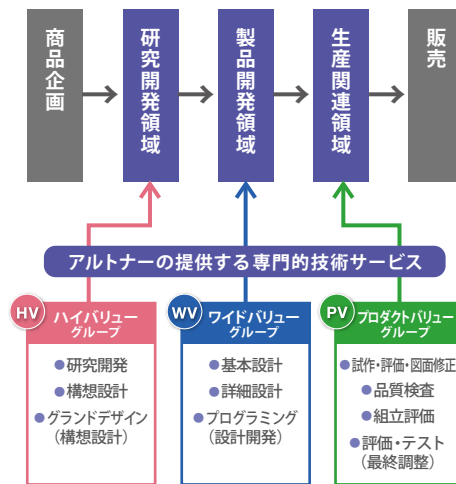 商品企画
研究開発領域
製品開発領域
生産関連領域
販売
アルトナーの提供する専門的技術サービス
HV
ハイバリュー
グループ
●研究開発
●構想設計
●グランドデザイン
（構想設計）
WV
ワイドバリュー
グループ
●基本設計
●詳細設計
●プログラミング
（設計開発）
PV
プロダクトバリュー
グループ
●試作・評価・図面修正
●品質検査
●組立評価
●評価・テスト
（最終調整）